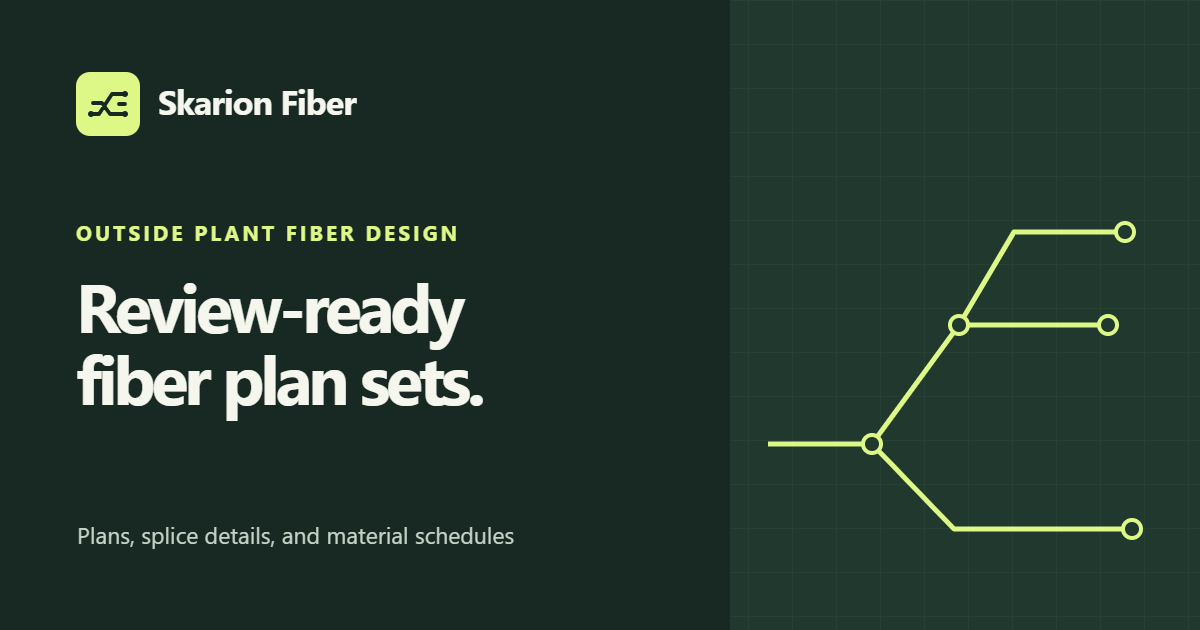 Skarion Fiber
OUTSIDE PLANT FIBER DESIGN
Review-ready
fiber plan sets.
Plans, splice details, and material schedules